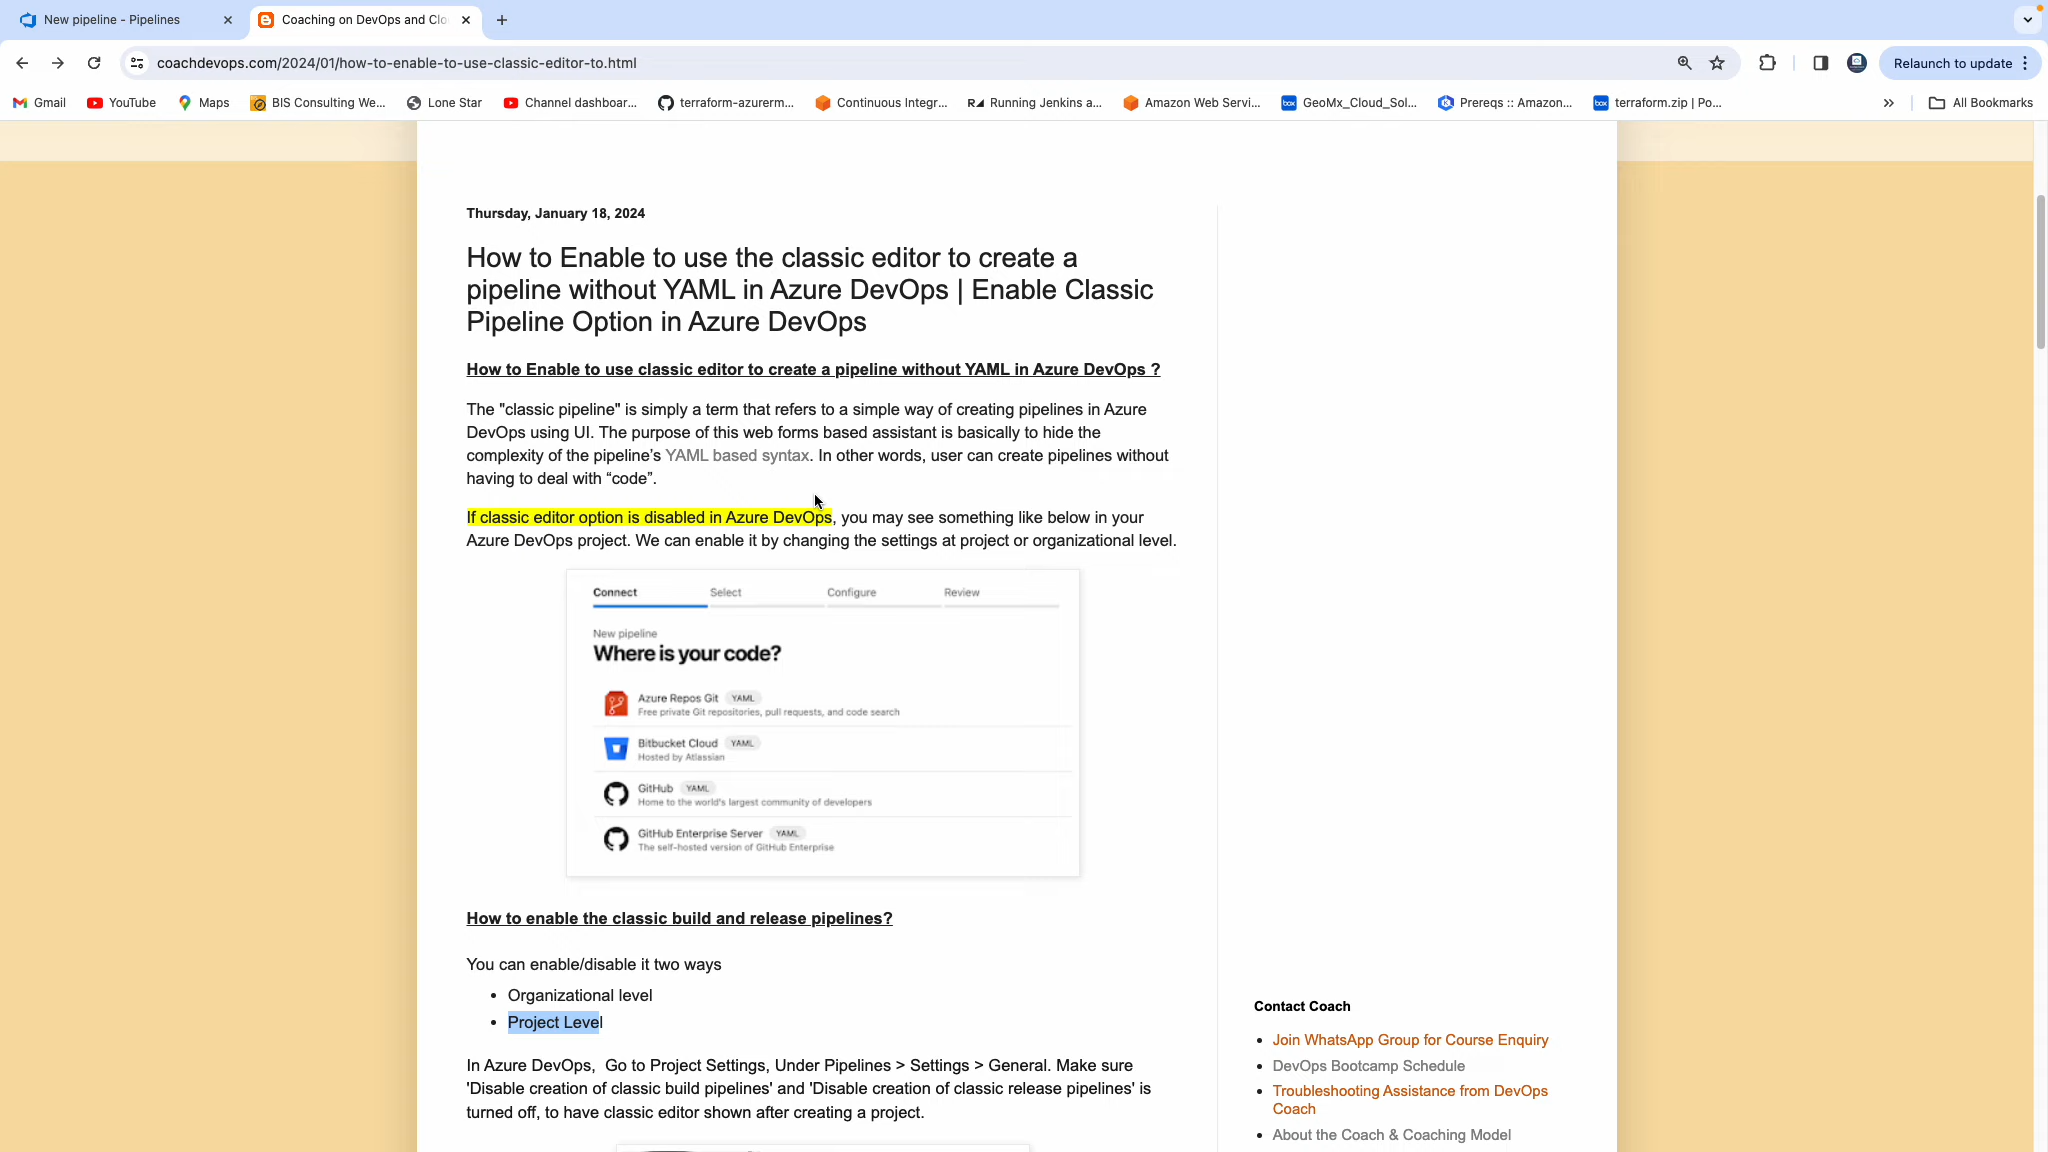 New pipeline - Pipelines
Coaching on DevOps and Clo
coachdevops.com/2024/01/how-to-enable-to-use-classic-editor-to.html
Relaunch to update
Gmail
YouTube
Maps
BIS Consulting We...
Lone Star
Channel dashboar...
terraform-azurerm...
Continuous Integr...
Running Jenkins a...
Amazon Web Servi...
GeoMx_Cloud_Sol...
Prereqs :: Amazon...
terraform.zip | Po...
»
All Bookmarks
Thursday, January 18, 2024
How to Enable to use the classic editor to create a
pipeline without YAML in Azure DevOps | Enable Classic
Pipeline Option in Azure DevOps
How to Enable to use classic editor to create a pipeline without YAML in Azure DevOps ?
The "classic pipeline" is simply a term that refers to a simple way of creating pipelines in Azure
DevOps using UI. The purpose of this web forms based assistant is basically to hide the
complexity of the pipeline's YAML based syntax. In other words, user can create pipelines without
having to deal with “code”.
If classic editor option is disabled in Azure DevOps, you may see something like below in your
Azure DevOps project. We can enable it by changing the settings at project or organizational level.
Connect Select Configure Review
New pipeline
Where is your code?
Azure Repos Git YAML
Free private Git repositories, pull requests, and code search
Bitbucket Cloud YAML
Hosted by Atlassian
GitHub YAML
Home to the world's largest community of developers
GitHub Enterprise Server YAML
The self-hosted version of GitHub Enterprise
How to enable the classic build and release pipelines?
You can enable/disable it two ways
• Organizational level
• Project Level
In Azure DevOps,  Go to Project Settings, Under Pipelines > Settings > General. Make sure
'Disable creation of classic build pipelines' and 'Disable creation of classic release pipelines' is
turned off, to have classic editor shown after creating a project.
Contact Coach
• Join WhatsApp Group for Course Enquiry
• DevOps Bootcamp Schedule
• Troubleshooting Assistance from DevOps
Coach
• About the Coach & Coaching Model